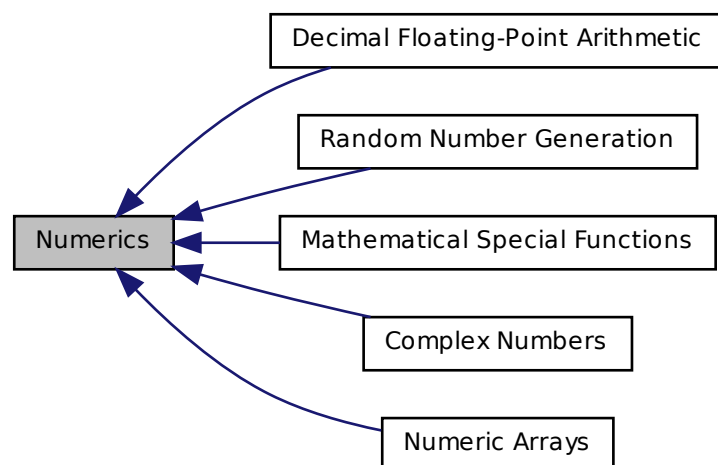 Decimal Floating-Point Arithmetic
Random Number Generation
Numerics
Mathematical Special Functions
Complex Numbers
Numeric Arrays